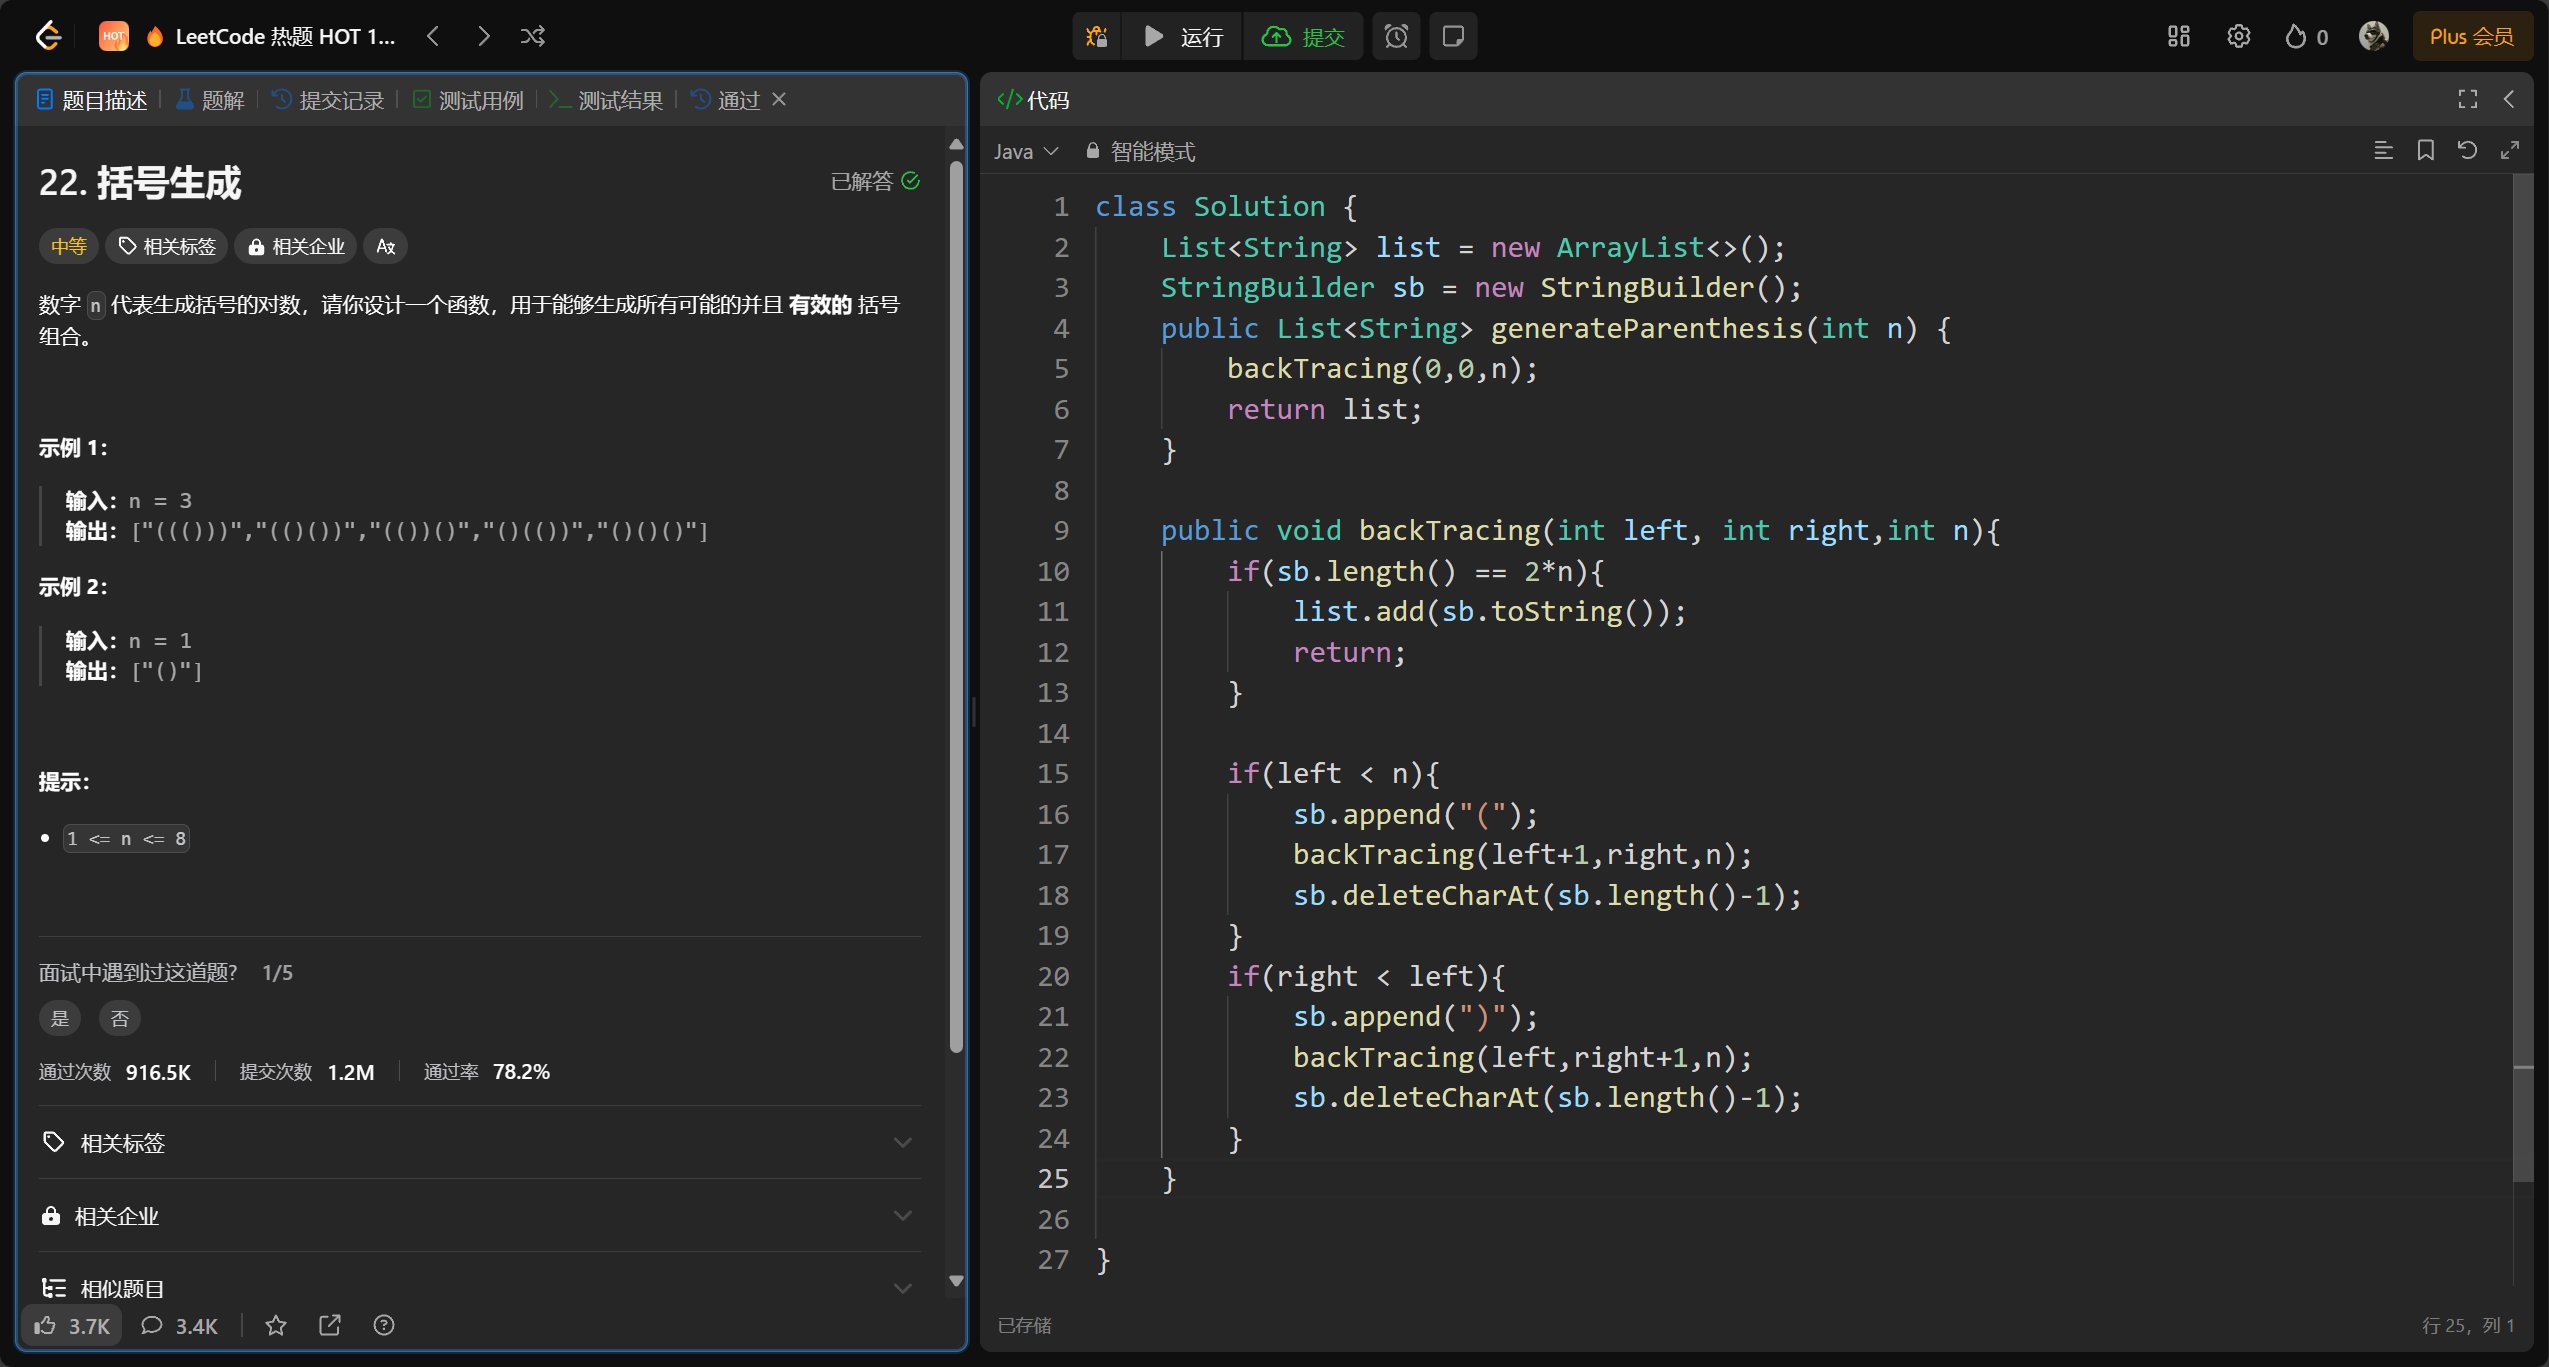 HOT LeetCode 热题 HOT 1...
运行
提交
0
Plus 会员
题目描述
题解
提交记录
测试用例
测试结果
通过
22. 括号生成
已解答
中等
相关标签
相关企业
数字 n 代表生成括号的对数，请你设计一个函数，用于能够生成所有可能的并且 有效的 括号
组合。
示例 1：
输入：n = 3
输出：["((()))","(()())","(())()","()(())","()()()"]
示例 2：
输入：n = 1
输出：["()"]
提示：
1 <= n <= 8
面试中遇到过这道题? 1/5
是 否
通过次数 916.5K 提交次数 1.2M 通过率 78.2%
相关标签
相关企业
相似题目
3.7K 3.4K
</>代码
Java 智能模式
1 class Solution {
2     List<String> list = new ArrayList<>();
3     StringBuilder sb = new StringBuilder();
4     public List<String> generateParenthesis(int n) {
5         backTracing(0,0,n);
6         return list;
7     }
8
9     public void backTracing(int left, int right,int n){
10         if(sb.length() == 2*n){
11             list.add(sb.toString());
12             return;
13         }
14
15         if(left < n){
16             sb.append("(");
17             backTracing(left+1,right,n);
18             sb.deleteCharAt(sb.length()-1);
19         }
20         if(right < left){
21             sb.append(")");
22             backTracing(left,right+1,n);
23             sb.deleteCharAt(sb.length()-1);
24         }
25     }
26
27 }
已存储
行 25，列 1